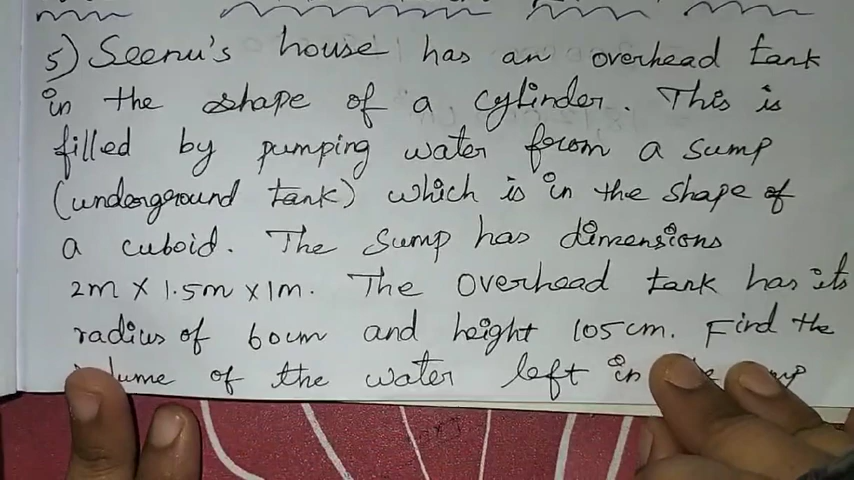 5) Seenu's house has an overhead tank
in the shape of a cylinder. This is
filled by pumping water from a sump
(underground tank) which is in the shape of
a cuboid. The sump has dimensions
2m X 1.5m X 1m. The overhead tank has its
radius of 60cm and height 105cm. Find the
of the water left in